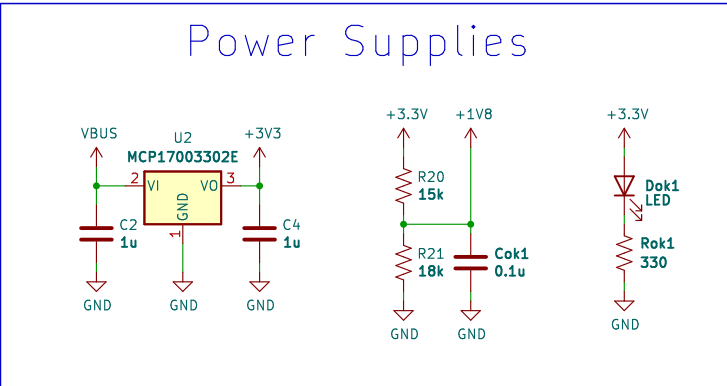 Power Supplies
VBUS
U2
MCP17003302E
+3V3
2
VI
VO
3
GND
1
C2
1u
C4
1u
GND
GND
GND
+3.3V
+1V8
R20
15k
R21
18k
Cok1
0.1u
GND
GND
+3.3V
Dok1
LED
Rok1
330
GND